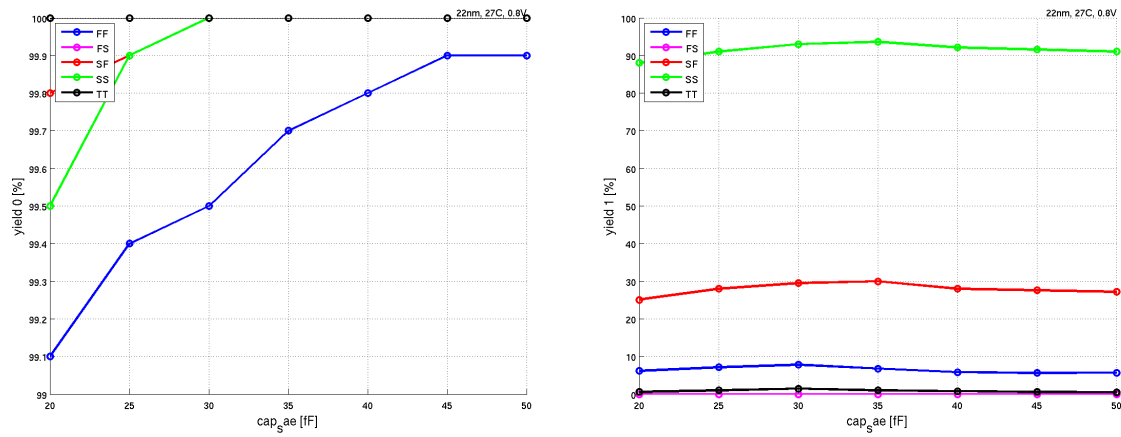 22nm, 27C, 0.8V
100
99.9
99.8
99.7
99.6
99.5
99.4
99.3
99.2
99.1
99
yield 0 [%]
FF
FS
SF
SS
TT
20
25
30
35
40
45
50
cap_sae [fF]
22nm, 27C, 0.8V
100
90
80
70
60
50
40
30
20
10
0
yield 1 [%]
FF
FS
SF
SS
TT
20
25
30
35
40
45
50
cap_sae [fF]